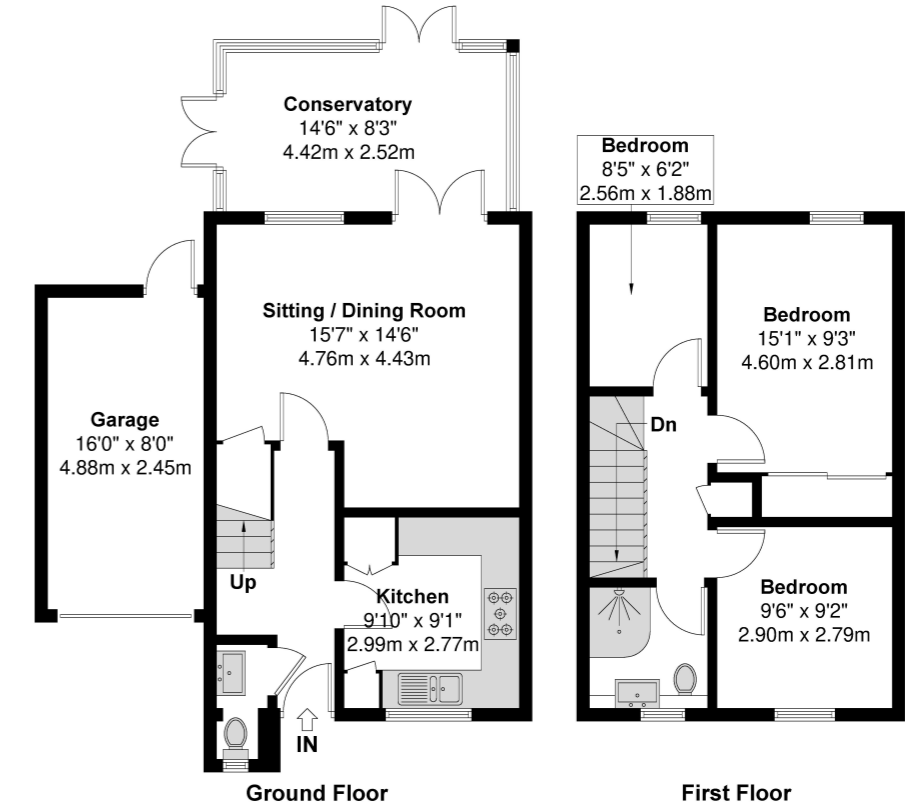 Conservatory
14'6" x 8'3"
4.42m x 2.52m
Sitting / Dining Room
15'7" x 14'6"
4.76m x 4.43m
Garage
16'0" x 8'0"
4.88m x 2.45m
Up
Kitchen
9'10" x 9'1"
2.99m x 2.77m
IN
Ground Floor
Bedroom
8'5" x 6'2"
2.56m x 1.88m
Bedroom
15'1" x 9'3"
4.60m x 2.81m
Dn
Bedroom
9'6" x 9'2"
2.90m x 2.79m
First Floor